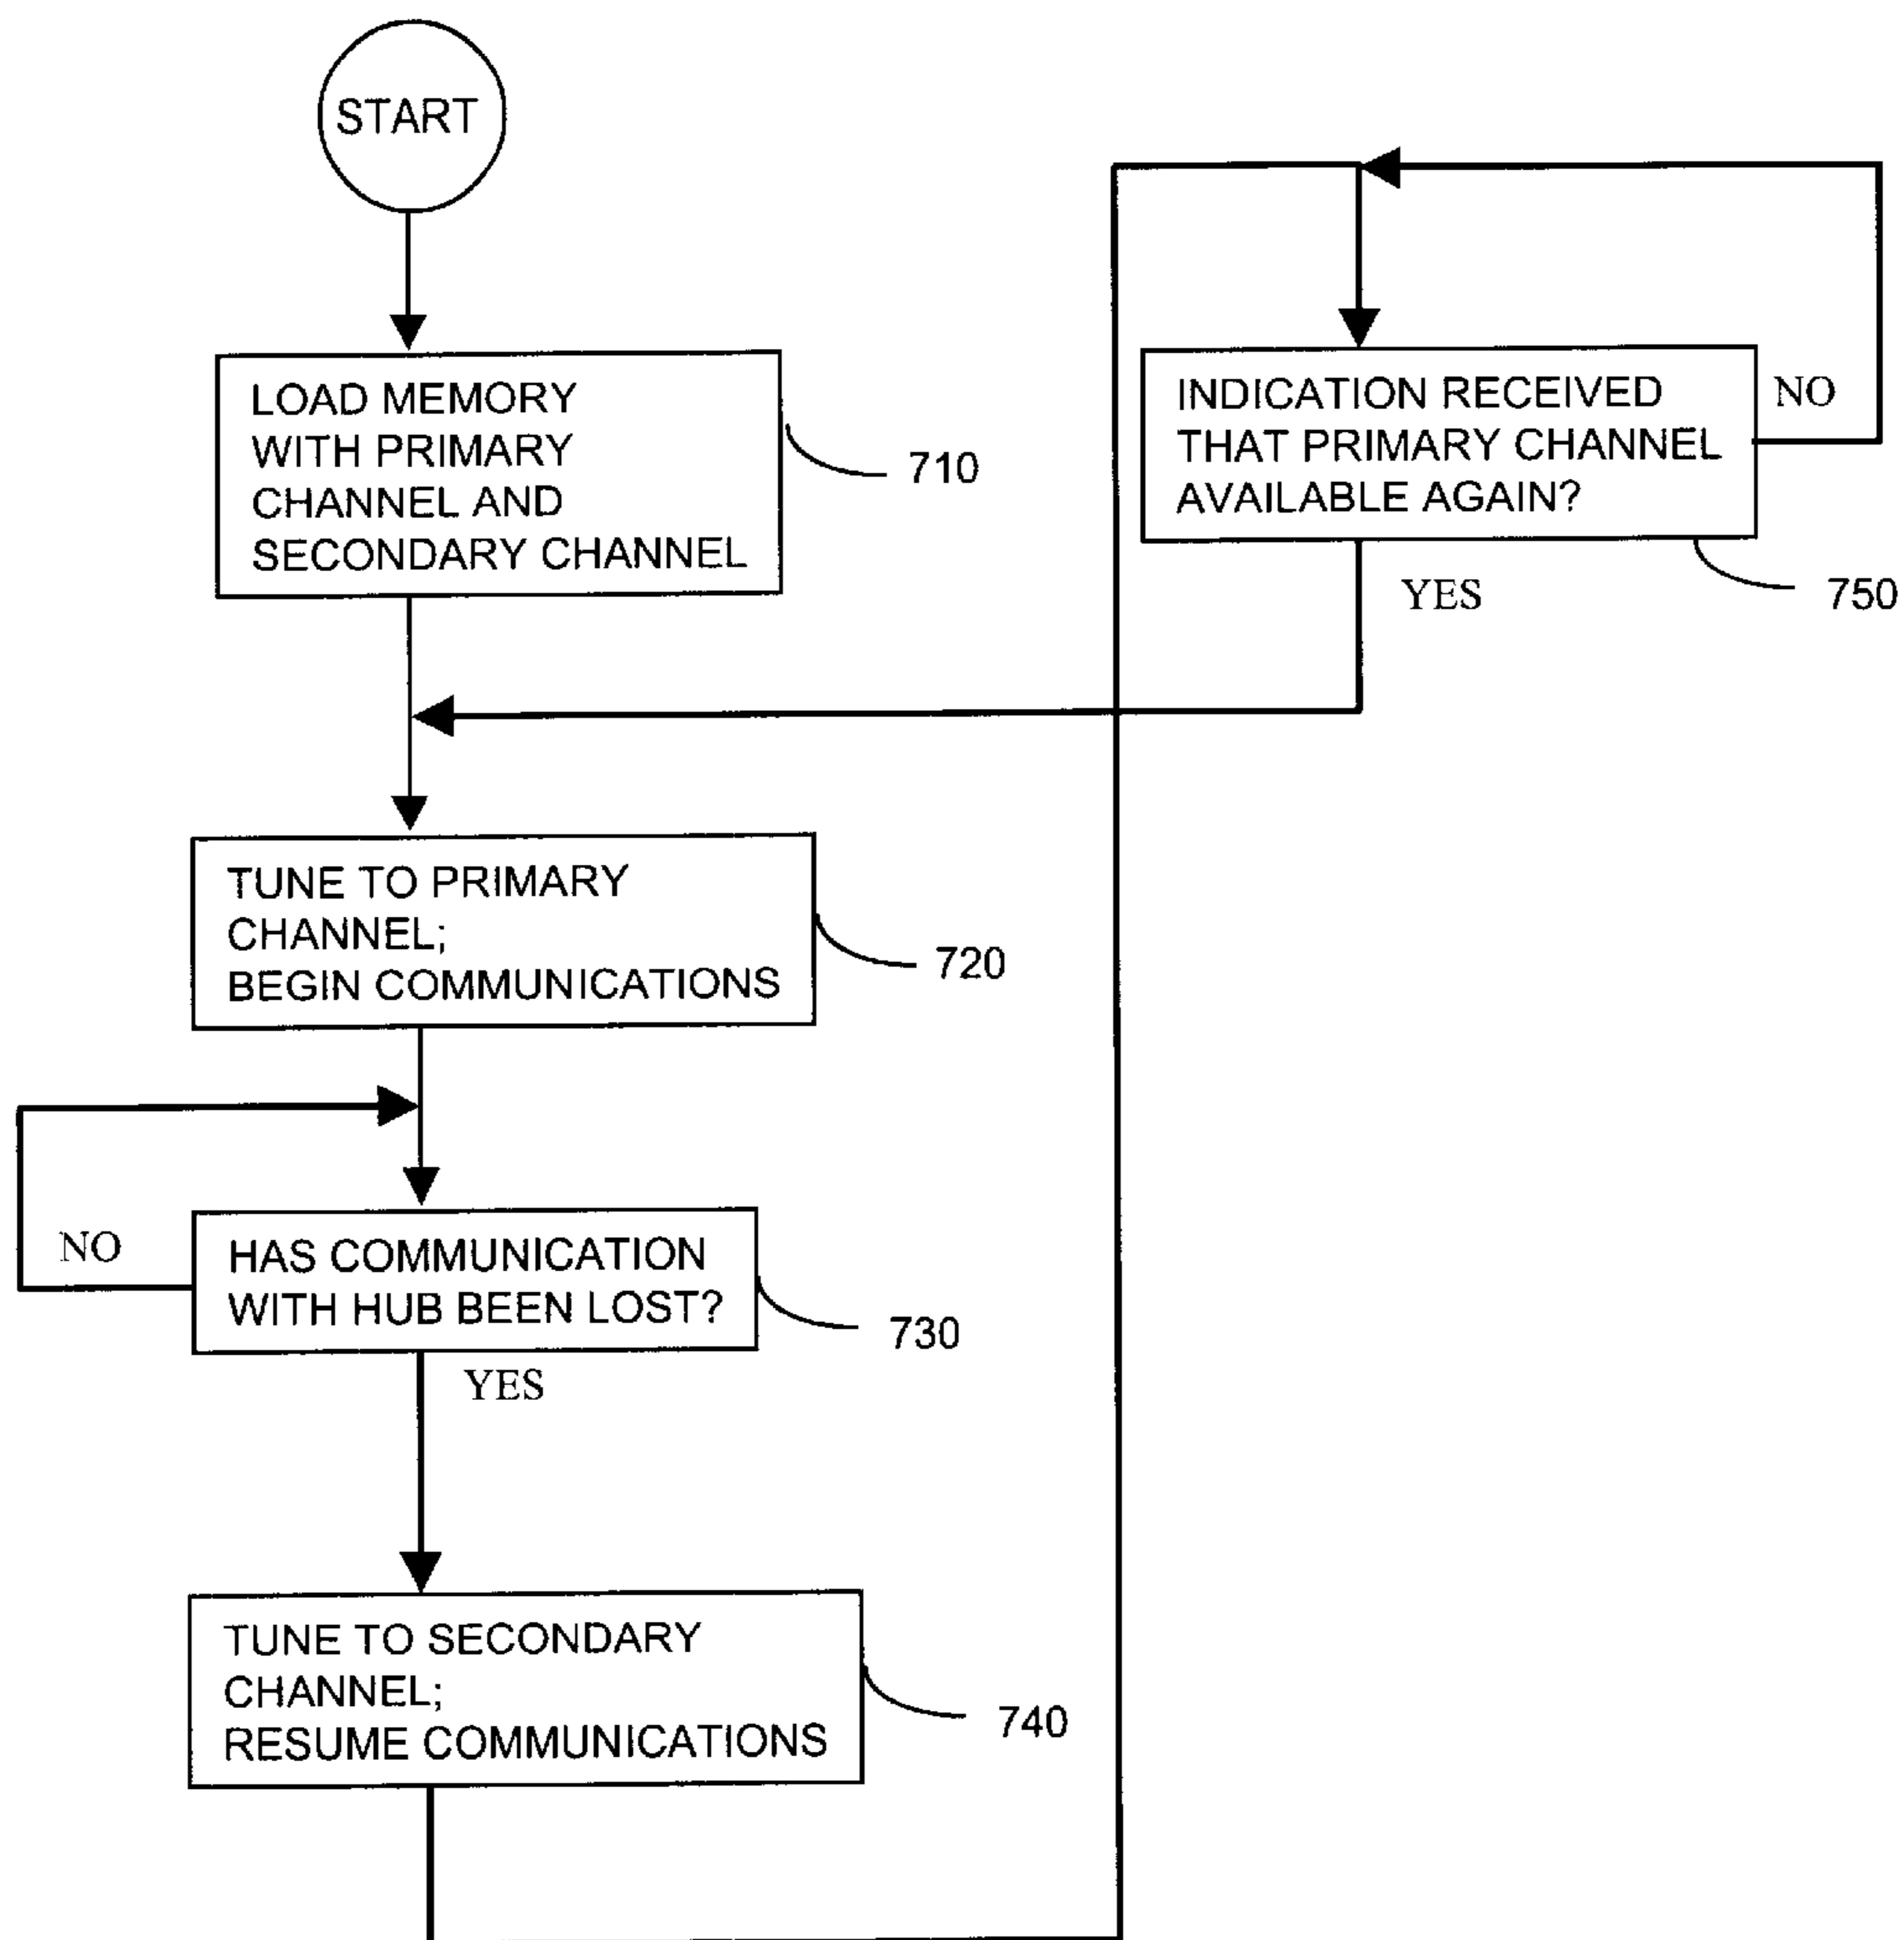 START
LOAD MEMORY
WITH PRIMARY
CHANNEL AND
SECONDARY CHANNEL
710
INDICATION RECEIVED
THAT PRIMARY CHANNEL
AVAILABLE AGAIN?
NO
YES
750
TUNE TO PRIMARY
CHANNEL;
BEGIN COMMUNICATIONS
720
NO
HAS COMMUNICATION
WITH HUB BEEN LOST?
730
YES
TUNE TO SECONDARY
CHANNEL;
RESUME COMMUNICATIONS
740